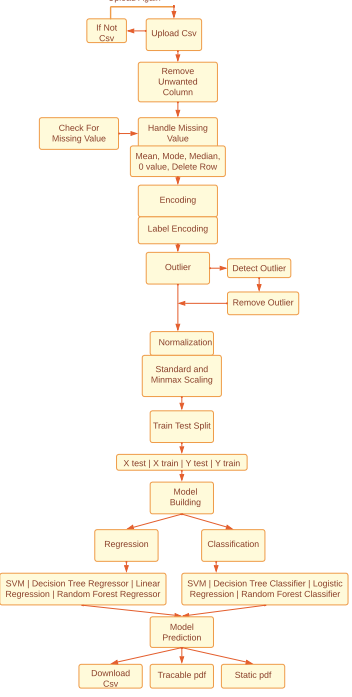 If Not
Csv
Upload Csv
Remove
Unwanted
Column
Check For
Missing Value
Handle Missing
Value
Mean, Mode, Median,
0 value, Delete Row
Encoding
Label Encoding
Outlier
Detect Outlier
Remove Outlier
Normalization
Standard and
Minmax Scaling
Train Test Split
X test | X train | Y test | Y train
Model
Building
Regression
Classification
SVM | Decision Tree Regressor | Linear
Regression | Random Forest Regressor
SVM | Decision Tree Classifier | Logistic
Regression | Random Forest Classifier
Model
Prediction
Download
Csv
Tracable pdf
Static pdf